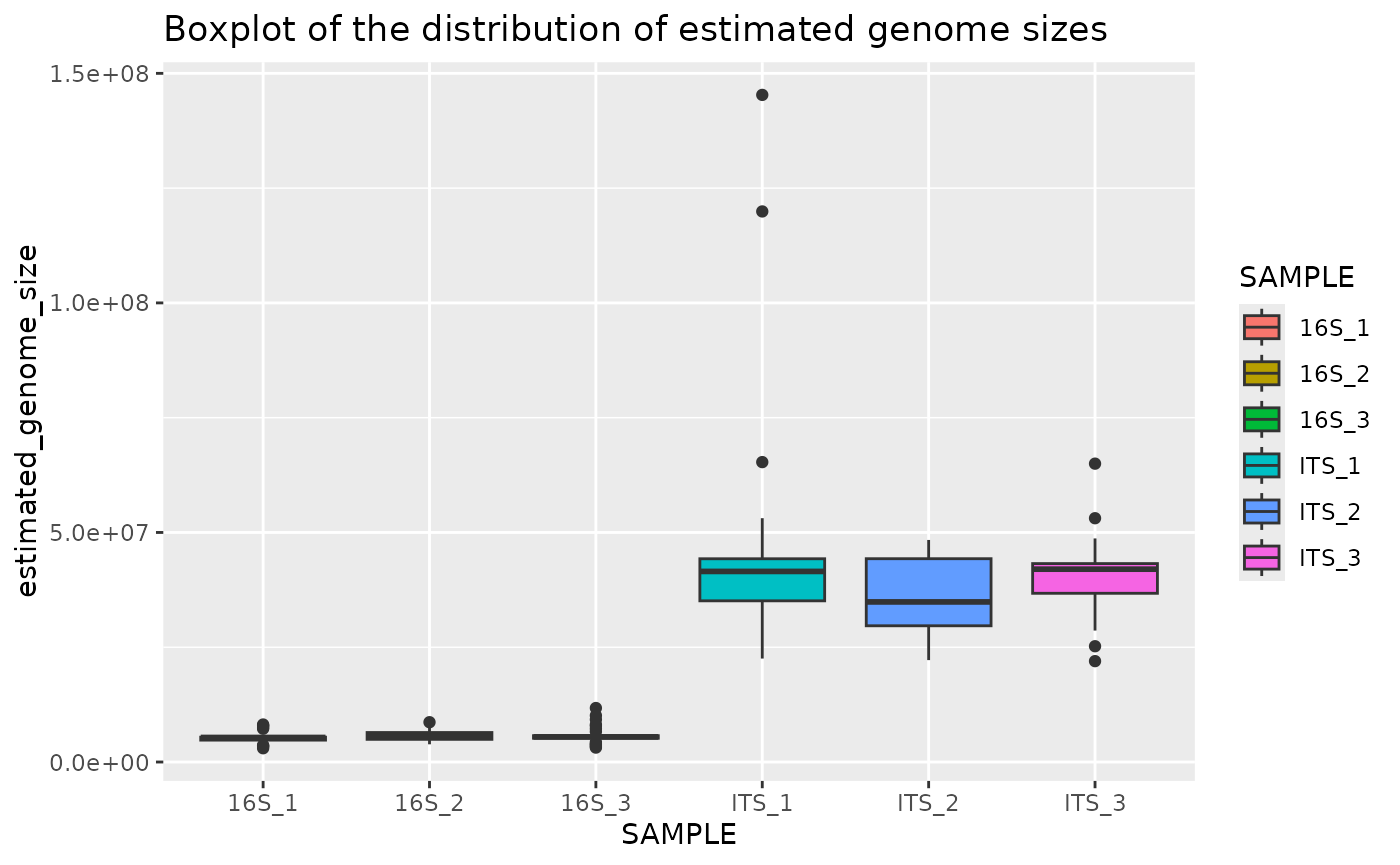 Boxplot of the distribution of estimated genome sizes
estimated_genome_size
1.5e+08
1.0e+08
5.0e+07
0.0e+00
16S_1 16S_2 16S_3 ITS_1 ITS_2 ITS_3
SAMPLE
SAMPLE
16S_1
16S_2
16S_3
ITS_1
ITS_2
ITS_3